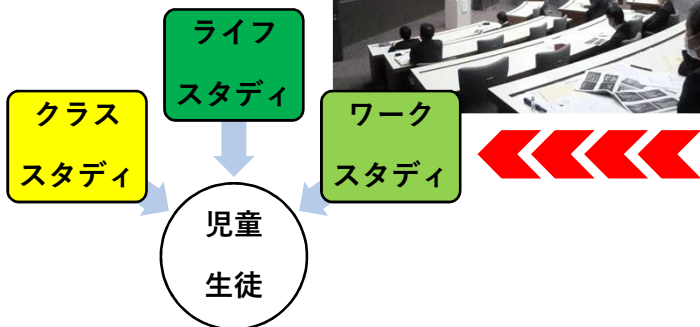 ライフ
スタディ
クラス
スタディ
ワーク
スタディ
児童
生徒